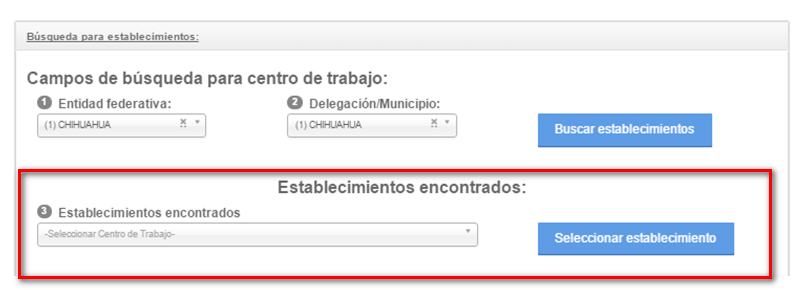 Búsqueda para establecimientos:
Campos de búsqueda para centro de trabajo:
1 Entidad federativa:
2 Delegación/Municipio:
(1) CHIHUAHUA
(1) CHIHUAHUA
Buscar establecimientos
Establecimientos encontrados:
3 Establecimientos encontrados
-Seleccionar Centro de Trabajo-
Seleccionar establecimiento